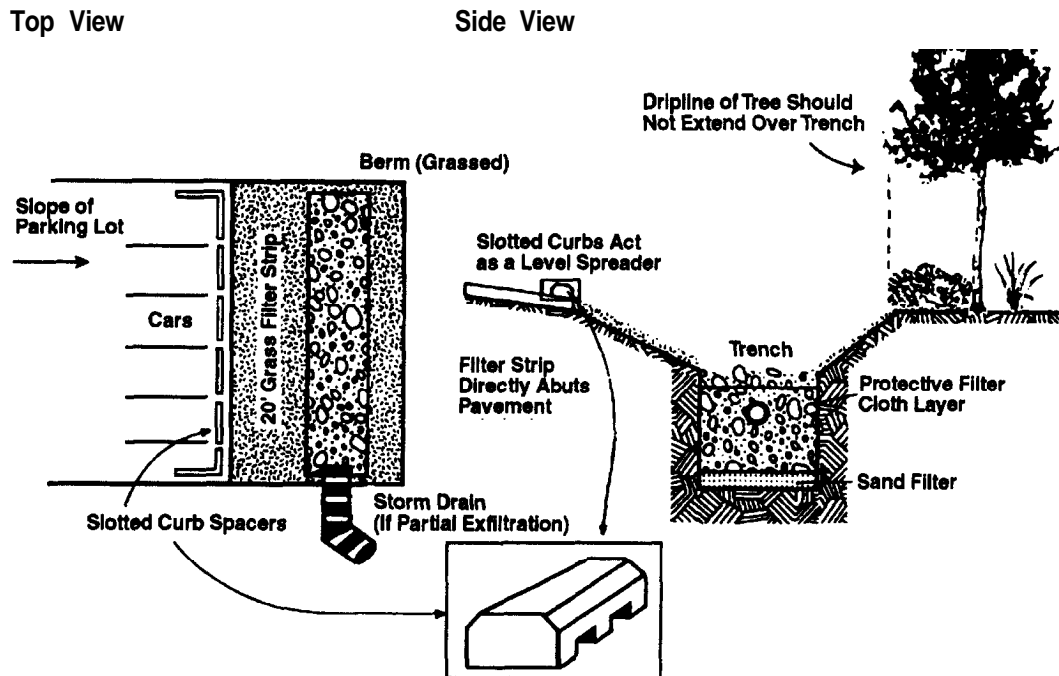 Top View
Side View
Dripline of Tree Should
Not Extend Over Trench
Berm (Grassed)
Slope of
Parking Lot
Slotted Curbs Act
as a Level Spreader
20' Grass Filter Strip
Cars
Trench
Filter Strip
Directly Abuts
Pavement
Protective Filter
Cloth Layer
Sand Filter
Storm Drain
(If Partial Exfiltration)
Slotted Curb Spacers